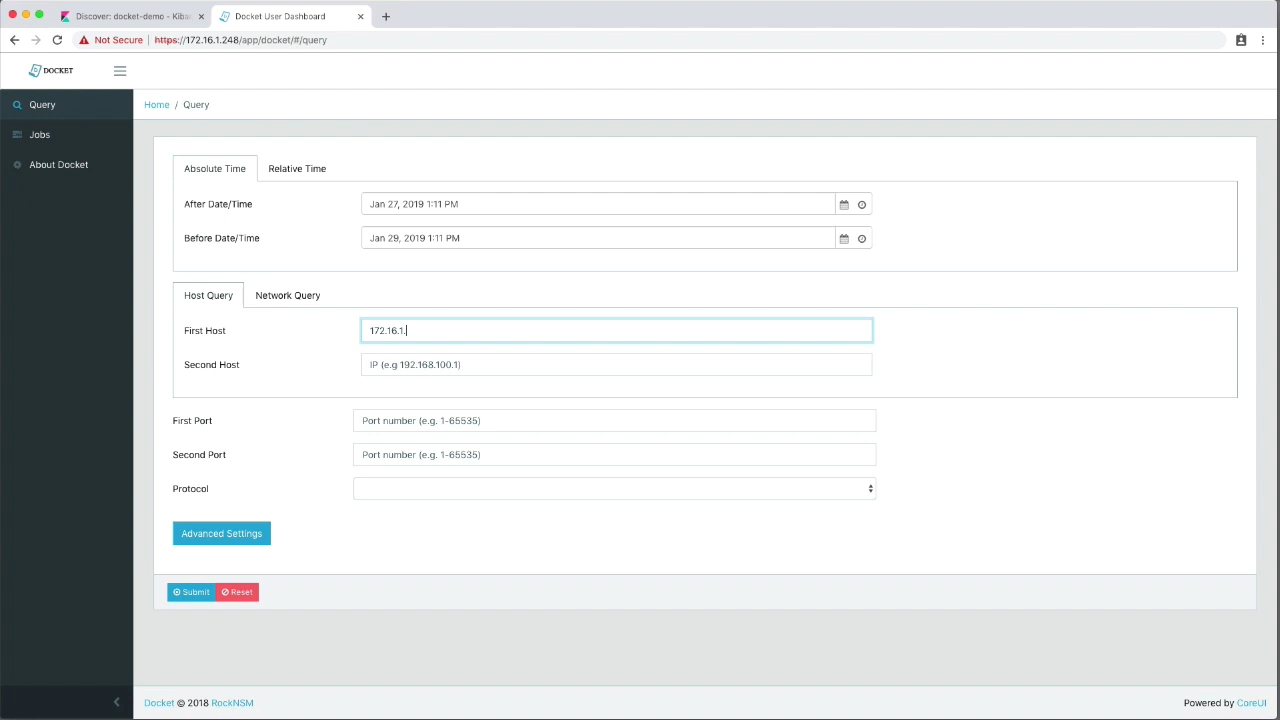 Discover: docket-demo - Kiba
Docket User Dashboard
Not Secure https://172.16.1.248/app/docket/#/query
DOCKET
Query
Jobs
About Docket
Home / Query
Absolute Time Relative Time
After Date/Time Jan 27, 2019 1:11 PM
Before Date/Time Jan 29, 2019 1:11 PM
Host Query Network Query
First Host 172.16.1.
Second Host IP (e.g 192.168.100.1)
First Port Port number (e.g. 1-65535)
Second Port Port number (e.g. 1-65535)
Protocol
Advanced Settings
Submit Reset
Docket © 2018 RockNSM Powered by CoreUI